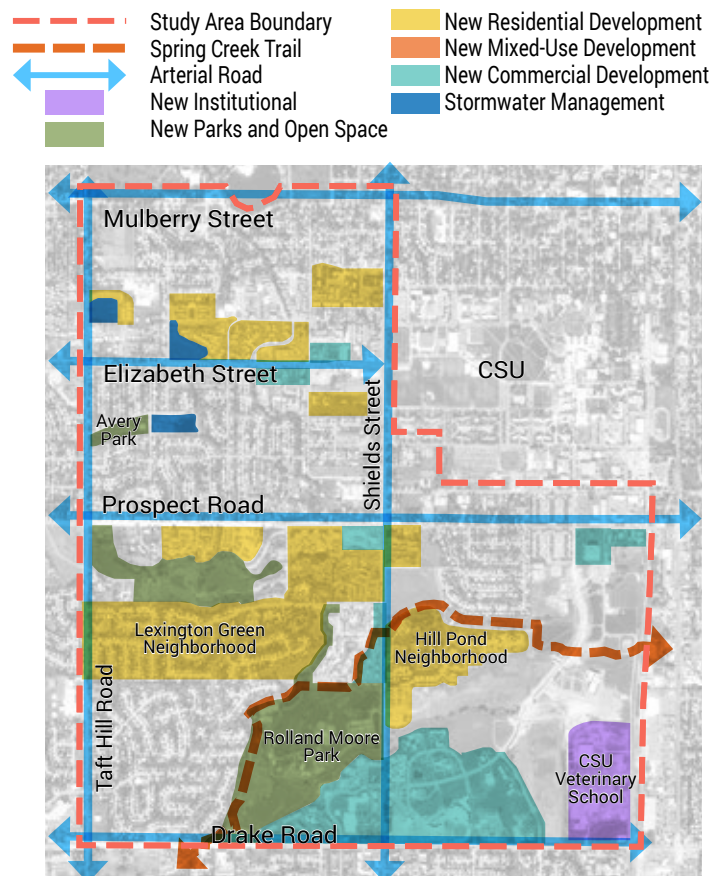 Study Area Boundary
Spring Creek Trail
Arterial Road
New Institutional
New Parks and Open Space
New Residential Development
New Mixed-Use Development
New Commercial Development
Stormwater Management
Mulberry Street
Elizabeth Street
CSU
Avery
Park
Shields Street
Prospect Road
Lexington Green
Neighborhood
Hill Pond
Neighborhood
Taft Hill Road
Rolland Moore
Park
CSU
Veterinary
School
Drake Road